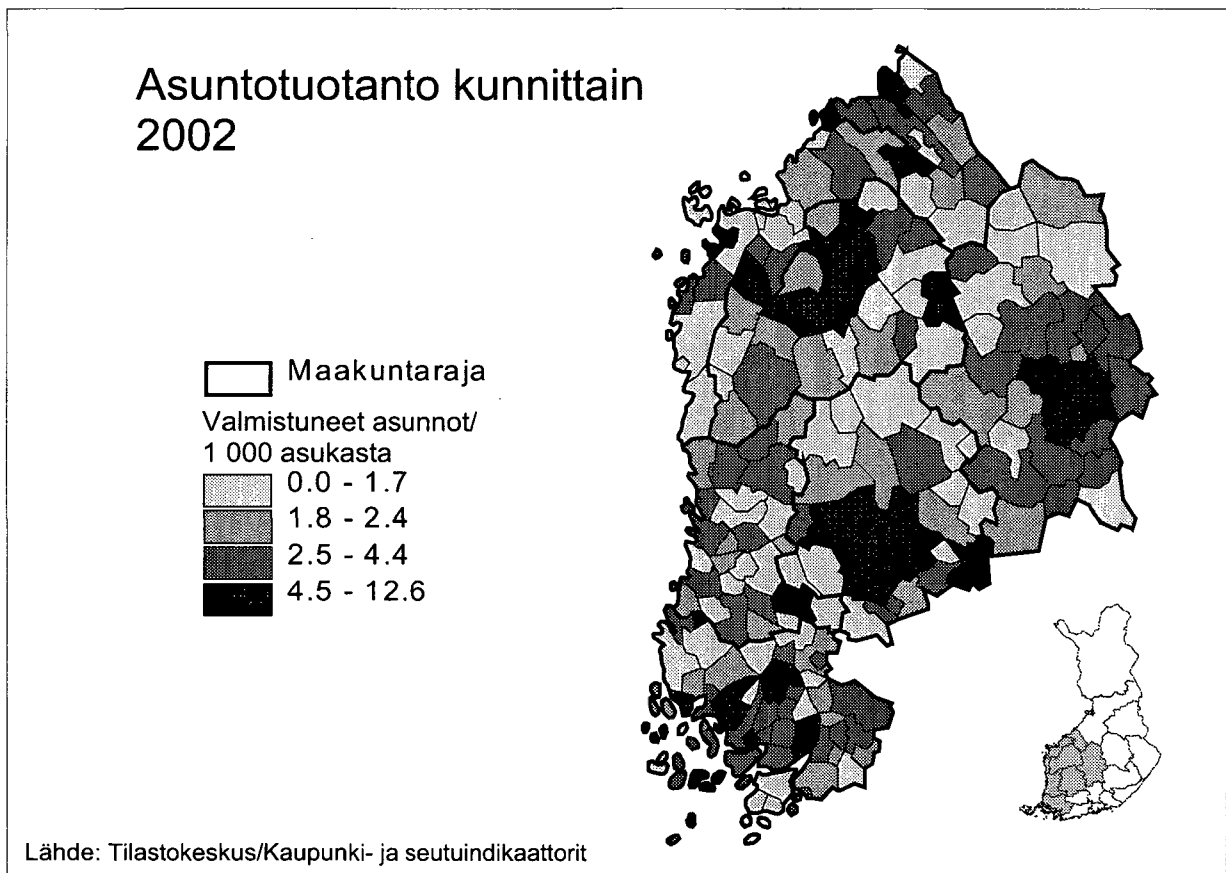 Asuntotuotanto kunnittain
2002
Maakuntaraja
Valmistuneet asunnot/
1 000 asukasta
0.0 - 1.7
1.8 - 2.4
2.5 - 4.4
4.5 - 12.6
Lähde: Tilastokeskus/Kaupunki- ja seutuindikaattorit